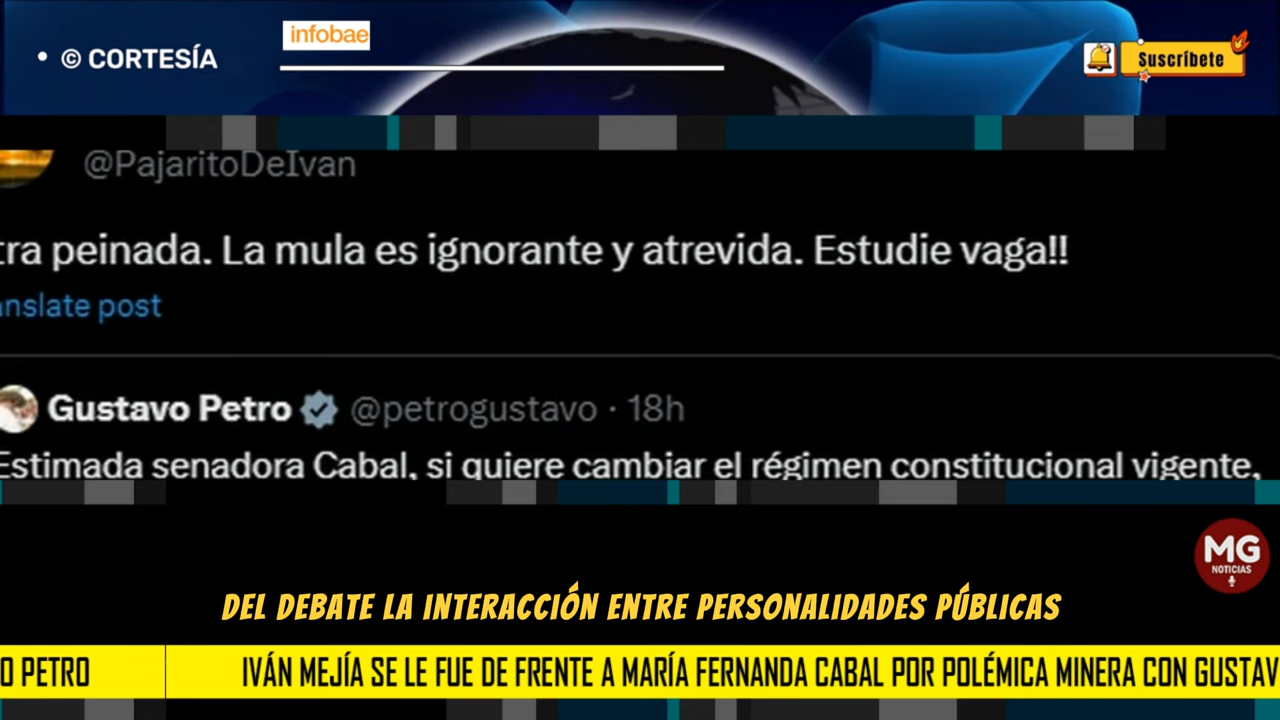 infobae
• © CORTESÍA
Suscríbete
@PajaritoDeIvan
tra peinada. La mula es ignorante y atrevida. Estudie vaga!!
anslate post
Gustavo Petro @petrogustavo · 18h
Estimada senadora Cabal, si quiere cambiar el régimen constitucional vigente,
MG
NOTICIAS
DEL DEBATE LA INTERACCIÓN ENTRE PERSONALIDADES PÚBLICAS
O PETRO
IVÁN MEJÍA SE LE FUE DE FRENTE A MARÍA FERNANDA CABAL POR POLÉMICA MINERA CON GUSTAV